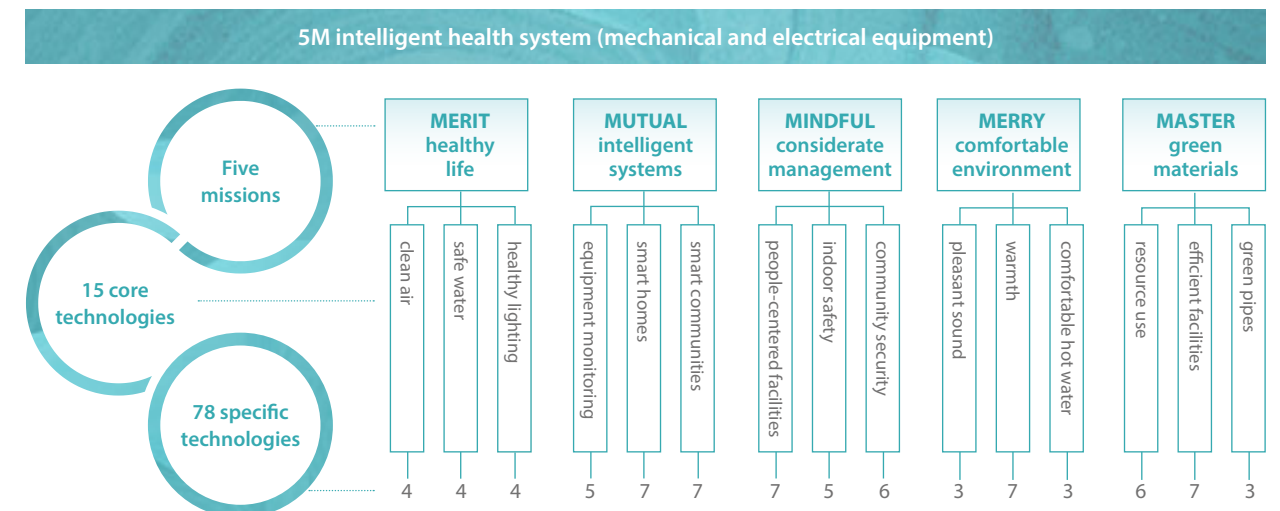 5M intelligent health system (mechanical and electrical equipment)
Five
missions
15 core
technologies
78 specific
technologies
MERIT
healthy
life
MUTUAL
intelligent
systems
MINDFUL
considerate
management
MERRY
comfortable
environment
MASTER
green
materials
clean air
safe water
healthy lighting
equipment monitoring
smart homes
smart communities
people-centered facilities
indoor safety
community security
pleasant sound
warmth
comfortable hot water
resource use
efficient facilities
green pipes
4 4 4 5 7 7 7 5 6 3 7 3 6 7 3